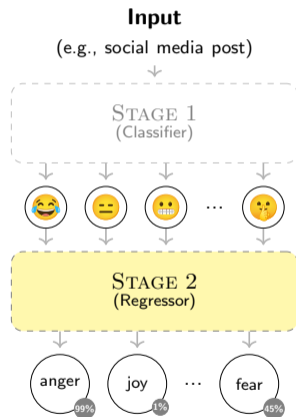 Input
(e.g., social media post)
STAGE 1
(Classifier)
...
STAGE 2
(Regressor)
anger joy ... fear
99% 1% 45%